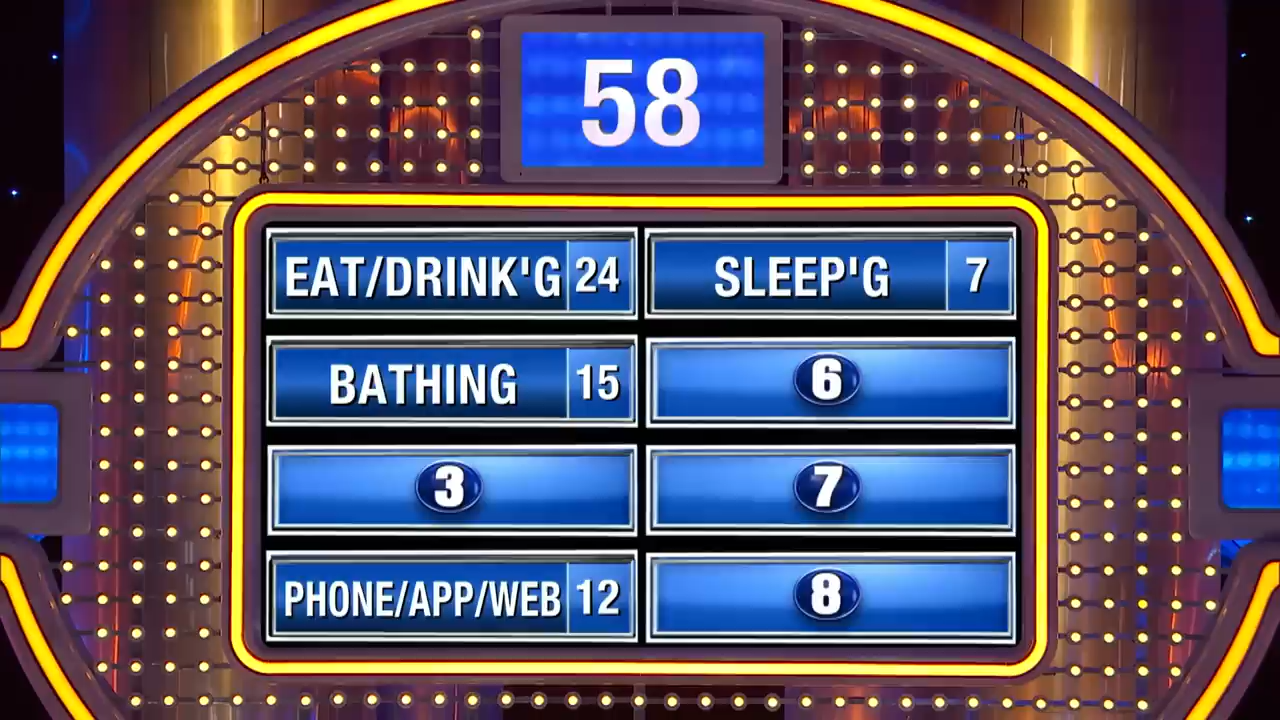 58
EAT/DRINK'G 24
BATHING 15
3
PHONE/APP/WEB 12
SLEEP'G 7
6
7
8